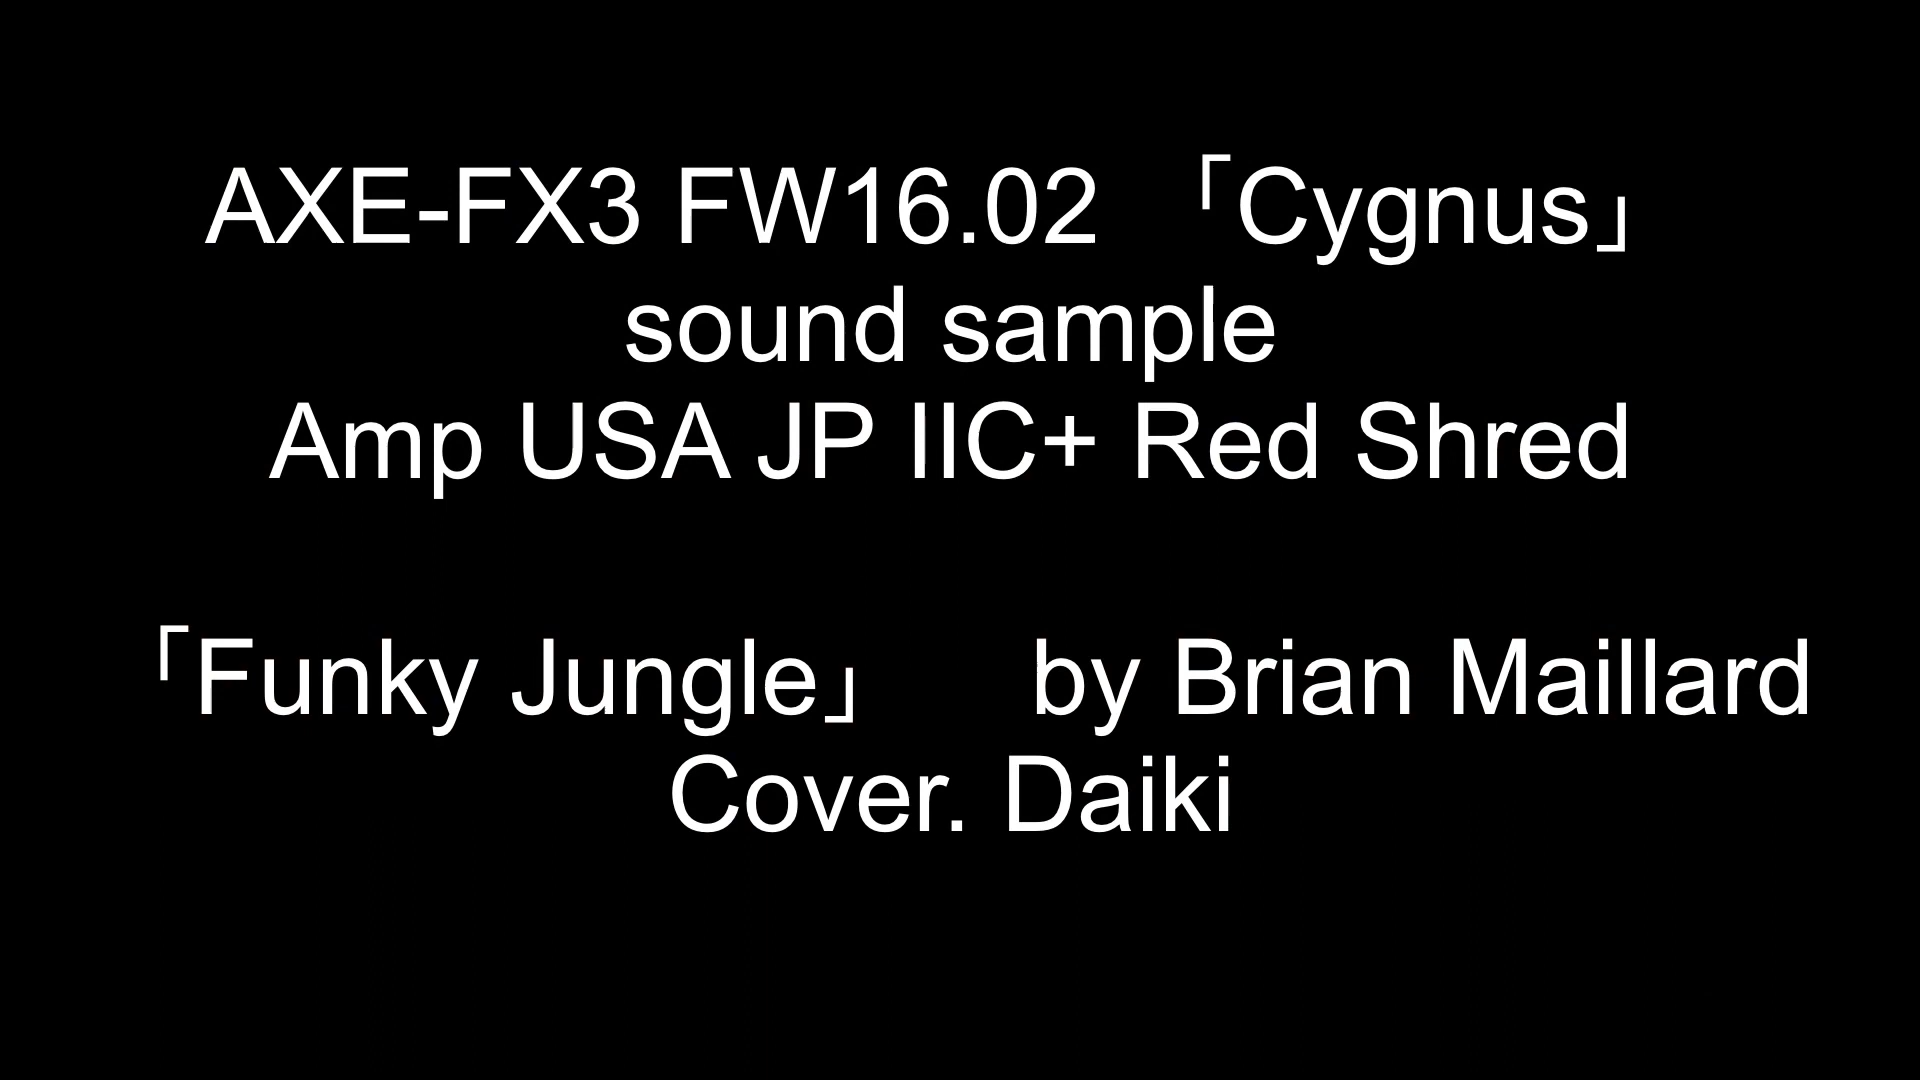 AXE-FX3 FW16.02 「Cygnus」
sound sample
Amp USA JP IIC+ Red Shred
「Funky Jungle」 by Brian Maillard
Cover. Daiki